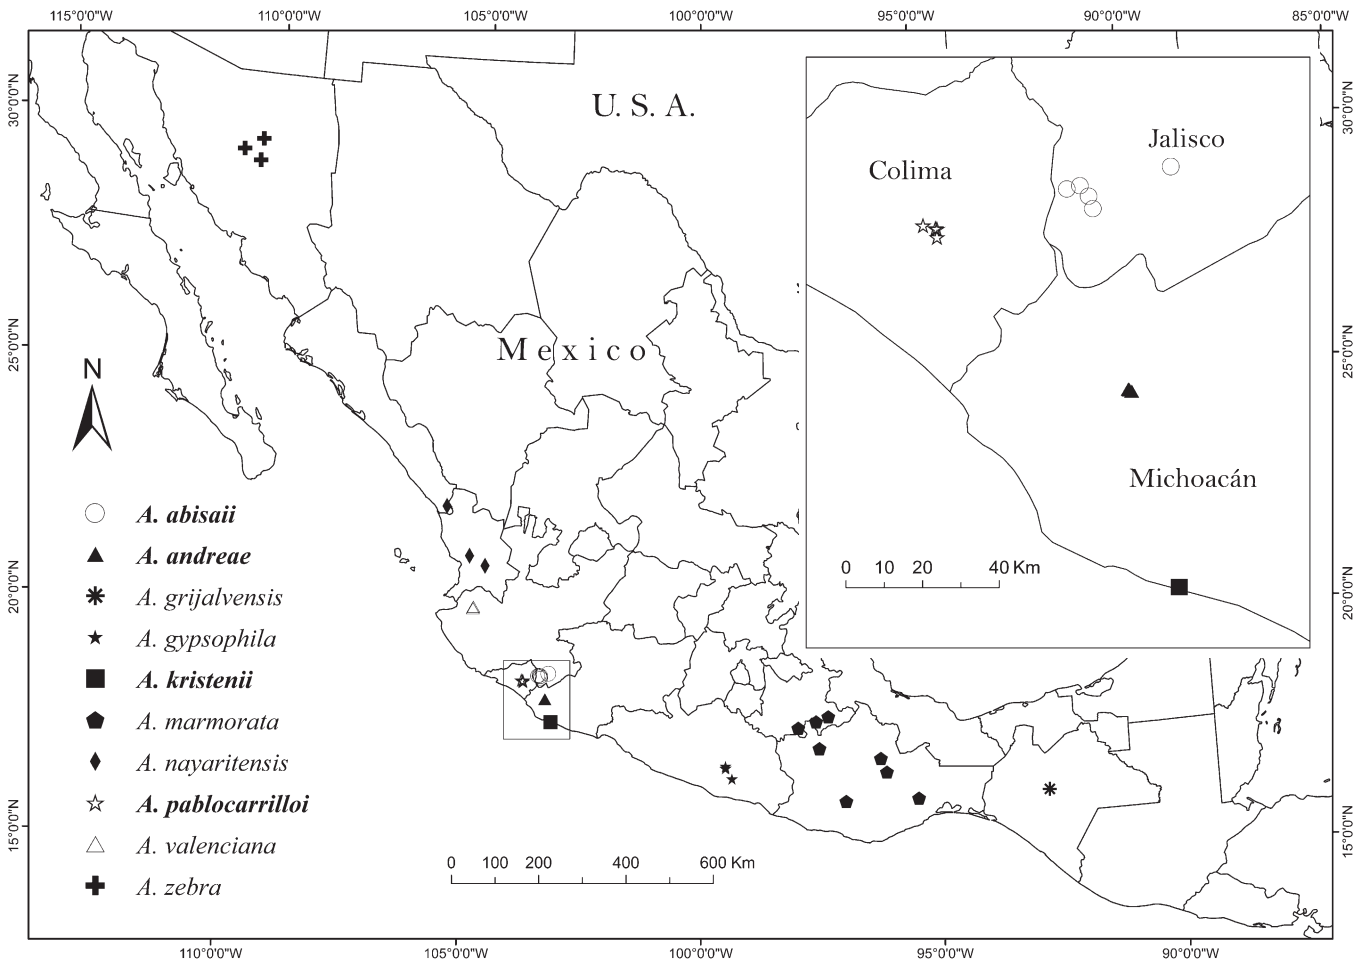 115°0'0"W 110°0'0"W 105°0'0"W 100°0'0"W 95°0'0"W 90°0'0"W 85°0'0"W
30°0'0"N
25°0'0"N
20°0'0"N
15°0'0"N
U. S. A.
Mexico
N
A. abisaii
A. andreae
A. grijalvensis
A. gypsophila
A. kristenii
A. marmorata
A. nayaritensis
A. pablocarrilloi
A. valenciana
A. zebra
0 100 200 400 600 Km
Colima
Jalisco
Michoacán
0 10 20 40 Km
30°0'0"N
25°0'0"N
20°0'0"N
15°0'0"N
110°0'0"W 105°0'0"W 100°0'0"W 95°0'0"W 90°0'0"W